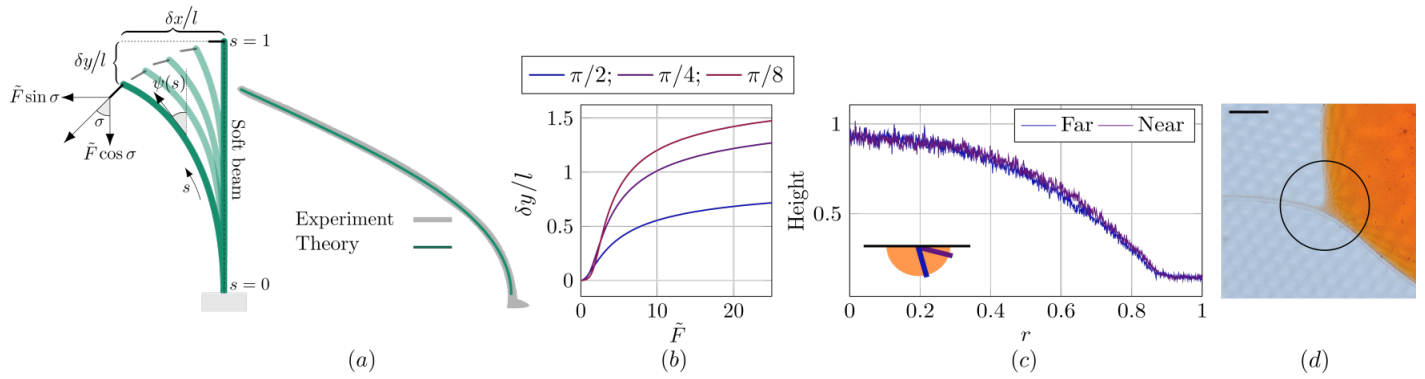 δx/l
s = 1
δy/l
ψ(s)
F̃ sin σ
σ
F̃ cos σ
s
Soft beam
s = 0
Experiment
Theory
(a)
π/2; π/4; π/8
1.5
1
0.5
0
δy/l
0 10 20
F̃
(b)
Far Near
1
0.5
Height
0 0.2 0.4 0.6 0.8 1
r
(c)
(d)